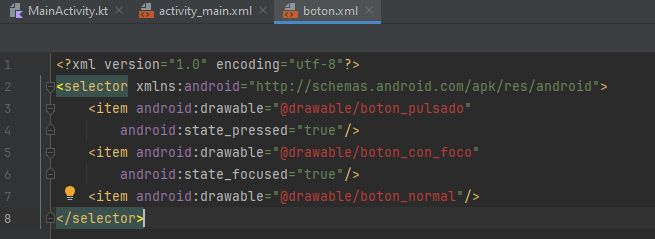 MainActivity.kt activity_main.xml boton.xml
1 <?xml version="1.0" encoding="utf-8"?>
2 <selector xmlns:android="http://schemas.android.com/apk/res/android">
3 <item android:drawable="@drawable/boton_pulsado"
4 android:state_pressed="true"/>
5 <item android:drawable="@drawable/boton_con_foco"
6 android:state_focused="true"/>
7 <item android:drawable="@drawable/boton_normal"/>
8 </selector>